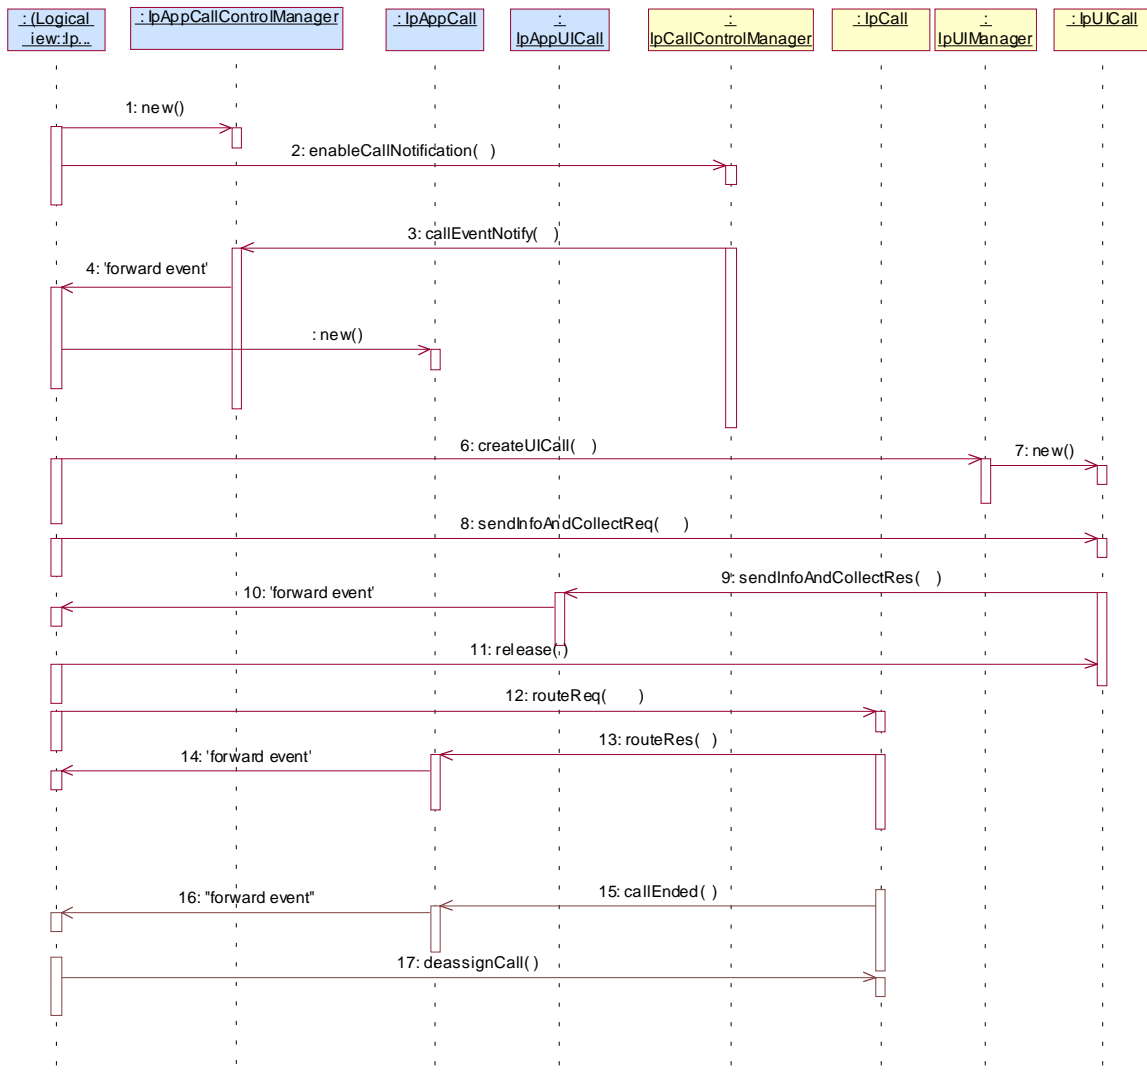 : (Logical
iew::Ip...
: IpAppCallControlManager
: IpAppCall
:
IpAppUICall
:
IpCallControlManager
: IpCall
:
IpUIManager
: IpUICall
1: new()
2: enableCallNotification( )
3: callEventNotify( )
4: 'forward event'
: new()
6: createUICall( )
7: new()
8: sendInfoAndCollectReq( )
9: sendInfoAndCollectRes( )
10: 'forward event'
11: release()
12: routeReq( )
13: routeRes( )
14: 'forward event'
15: callEnded( )
16: "forward event"
17: deassignCall( )